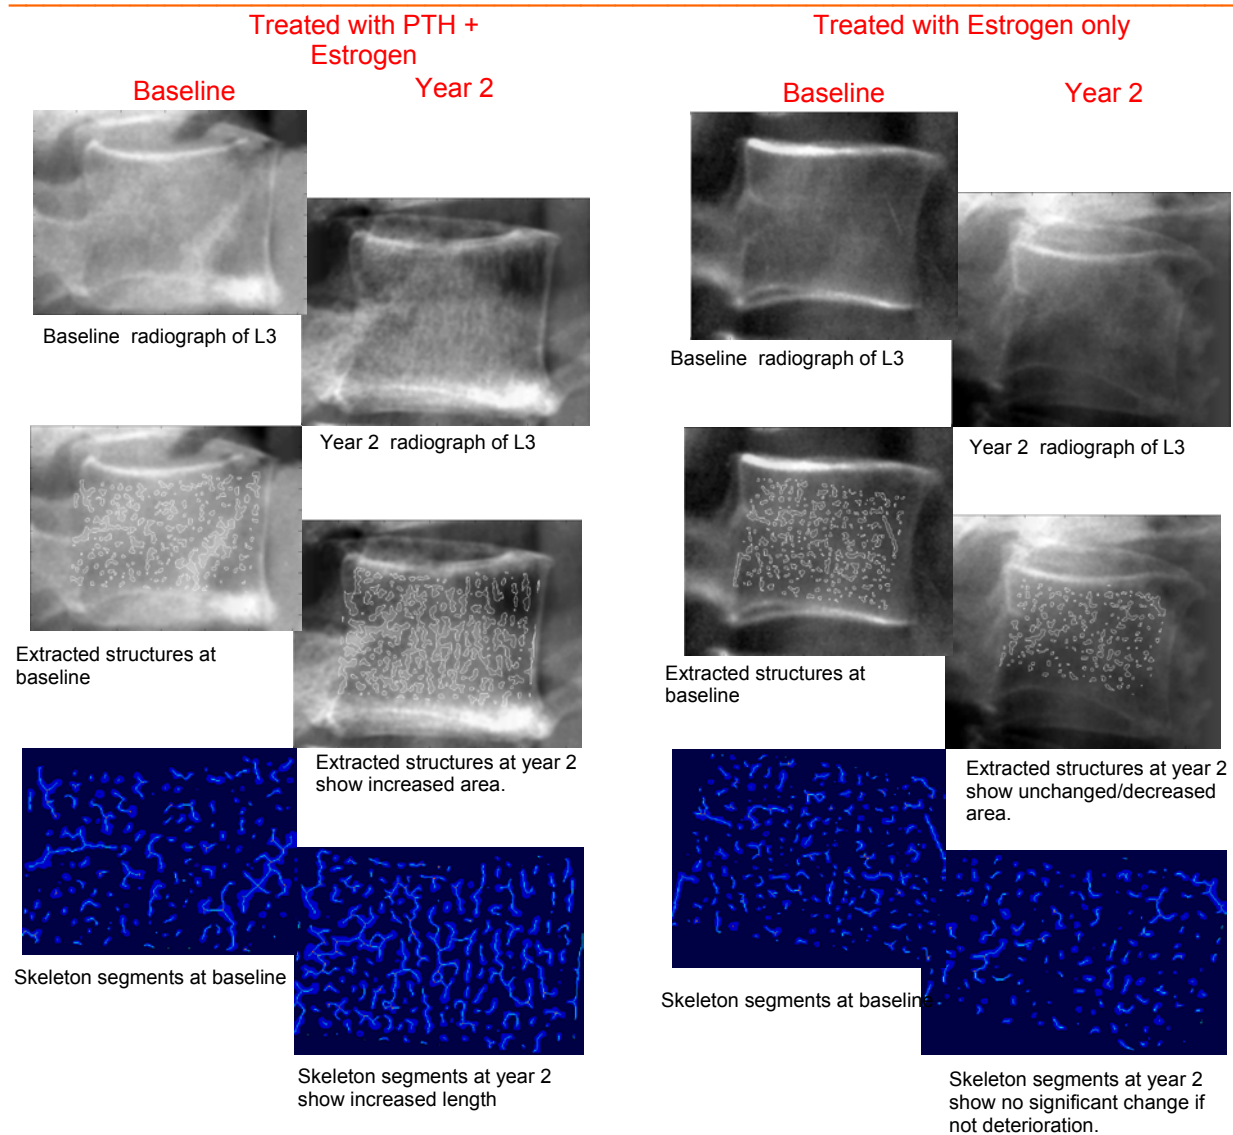 Treated with PTH +
Estrogen
Baseline
Year 2
Baseline radiograph of L3
Year 2 radiograph of L3
Extracted structures at
baseline
Extracted structures at year 2
show increased area.
Skeleton segments at baseline
Skeleton segments at year 2
show increased length
Treated with Estrogen only
Baseline
Year 2
Baseline radiograph of L3
Year 2 radiograph of L3
Extracted structures at
baseline
Extracted structures at year 2
show unchanged/decreased
area.
Skeleton segments at baseline
Skeleton segments at year 2
show no significant change if
not deterioration.